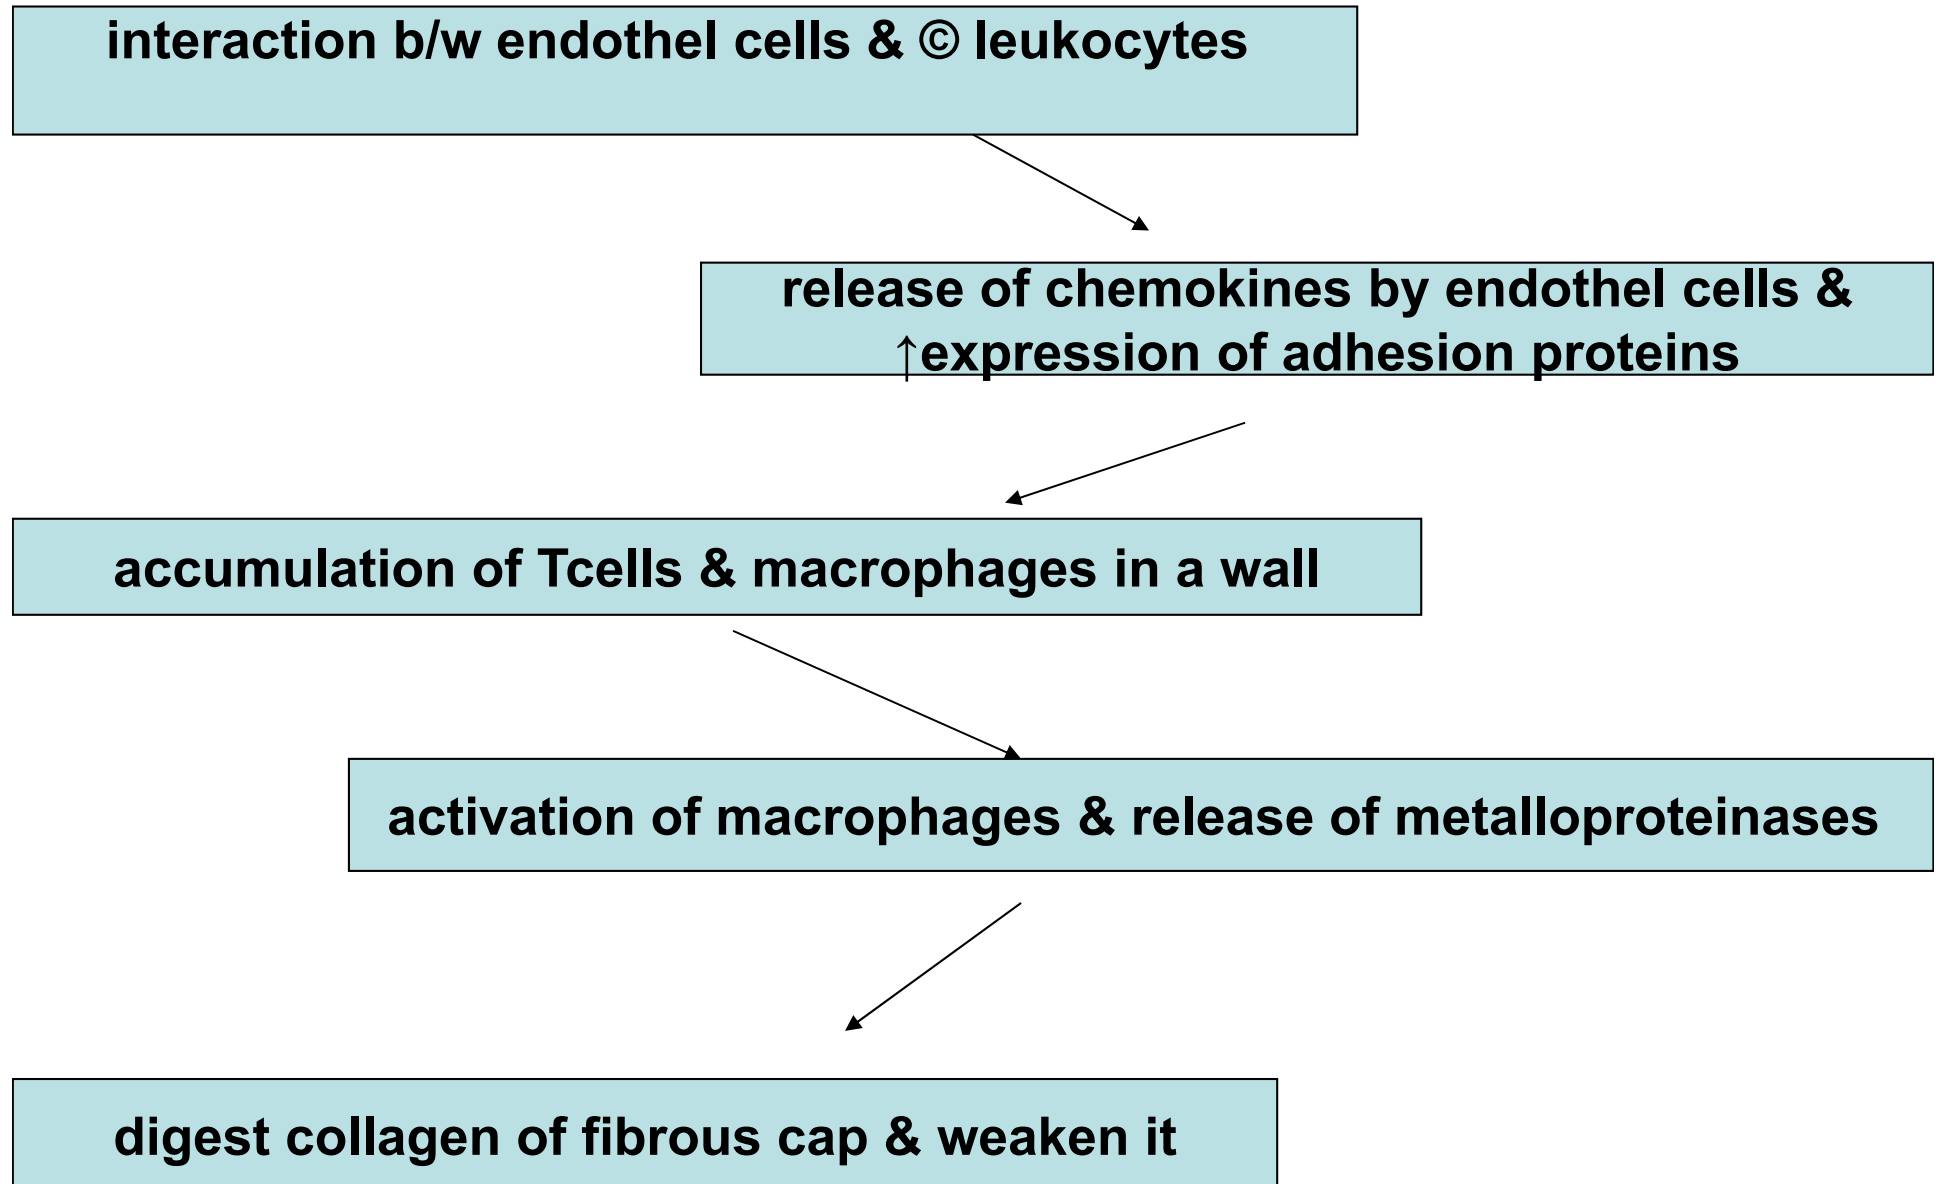 interaction b/w endothel cells & © leukocytes
release of chemokines by endothel cells &
↑expression of adhesion proteins
accumulation of Tcells & macrophages in a wall
activation of macrophages & release of metalloproteinases
digest collagen of fibrous cap & weaken it